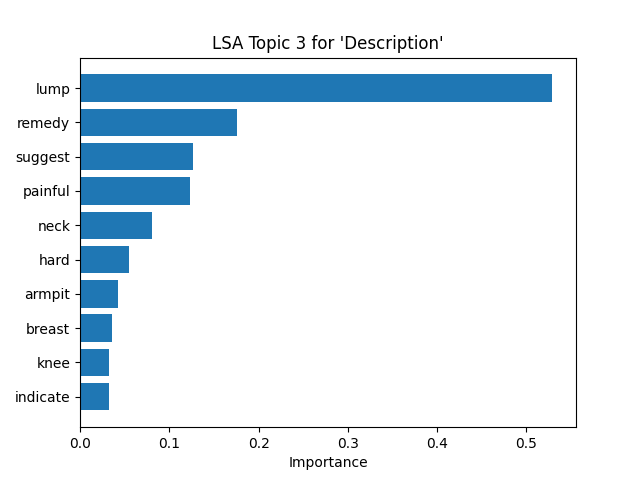 LSA Topic 3 for 'Description'
lump
remedy
suggest
painful
neck
hard
armpit
breast
knee
indicate
0.0 0.1 0.2 0.3 0.4 0.5
Importance